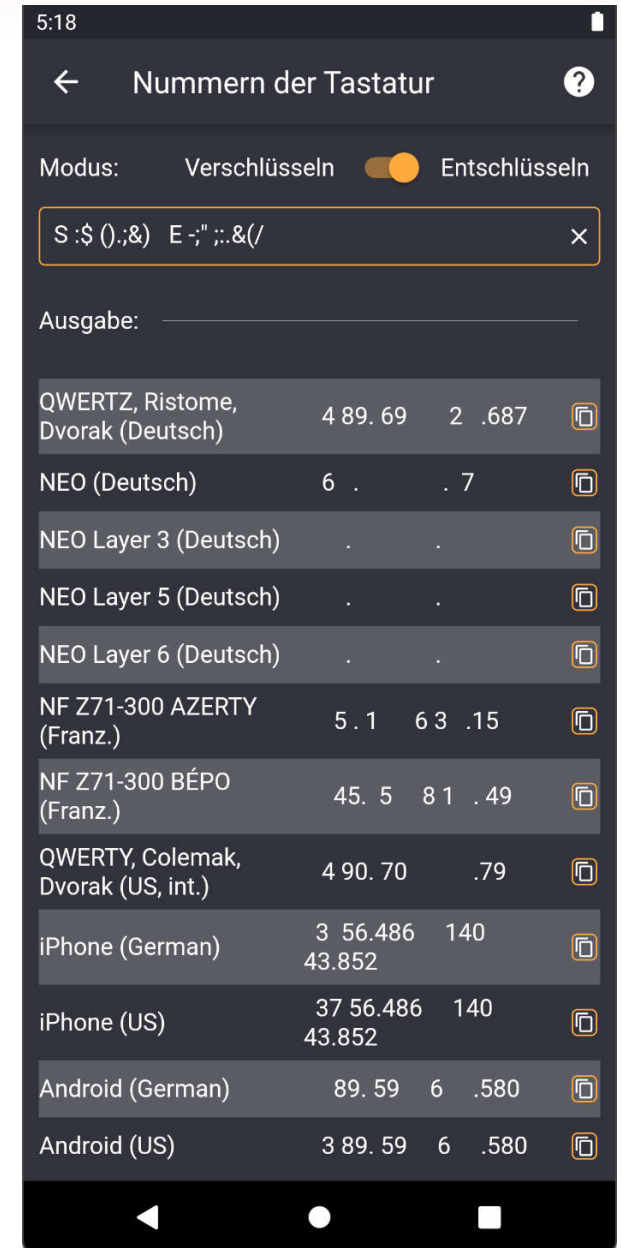 5:18
Nummern der Tastatur
Modus: Verschlüsseln Entschlüsseln
S :$ ().;&) E -;" ;:.&(/
Ausgabe:
QWERTZ, Ristome,
Dvorak (Deutsch) 4 89. 69 2 .687
NEO (Deutsch) 6 . . 7
NEO Layer 3 (Deutsch) . .
NEO Layer 5 (Deutsch) . .
NEO Layer 6 (Deutsch) . .
NF Z71-300 AZERTY
(Franz.) 5 . 1 6 3 .15
NF Z71-300 BÉPO
(Franz.) 45. 5 8 1 . 49
QWERTY, Colemak,
Dvorak (US, int.) 4 90. 70 .79
iPhone (German) 3 56.486 140
43.852
iPhone (US) 37 56.486 140
43.852
Android (German) 89. 59 6 .580
Android (US) 3 89. 59 6 .580